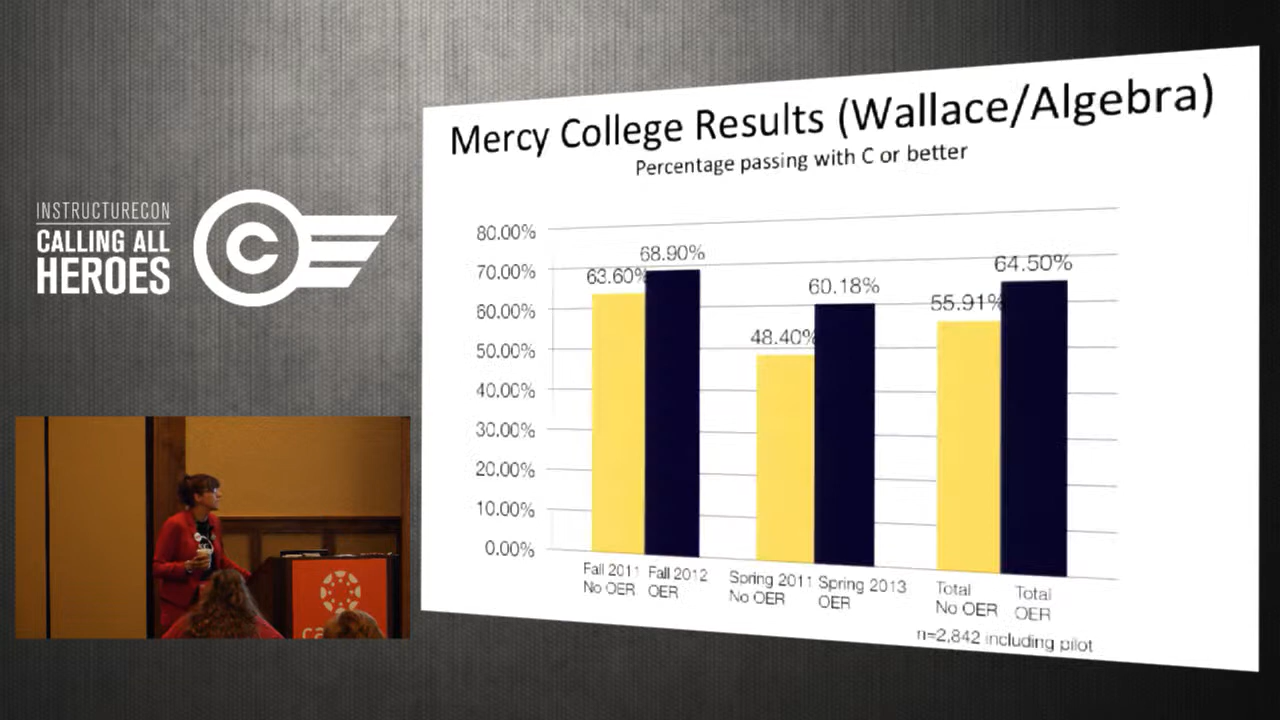 INSTRUCTURECON
CALLING ALL
HEROES
C
Mercy College Results (Wallace/Algebra)
Percentage passing with C or better
80.00%
70.00%
60.00%
50.00%
40.00%
30.00%
20.00%
10.00%
0.00%
63.60%
68.90%
48.40%
60.18%
55.91%
64.50%
Fall 2011
No OER
Fall 2012
OER
Spring 2011
No OER
Spring 2013
OER
Total
No OER
Total
OER
n=2,842 including pilot
ca